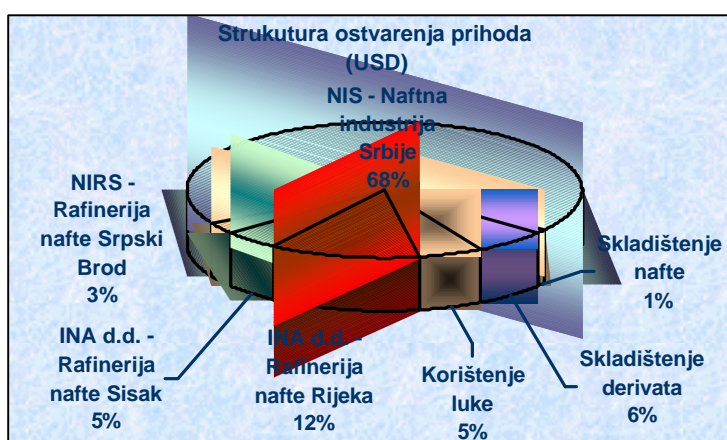 Strukutura ostvarenja prihoda
(USD)
NIS - Naftna
industrija
Srbije
68%
NIRS -
Rafinerija
nafte Srpski
Brod
3%
INA d.d. -
Rafinerija
nafte Sisak
5%
INA d.d. -
Rafinerija
nafte Rijeka
12%
Korištenje
luke
5%
Skladištenje
derivata
6%
Skladištenje
nafte
1%